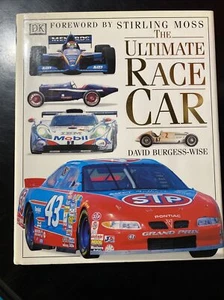 DK
FOREWORD BY STIRLING MOSS
THE
ULTIMATE
RACE
CAR
Mobil
DAVID BURGESS-WISE
43
STP
PONTIAC
GRAND PRIX